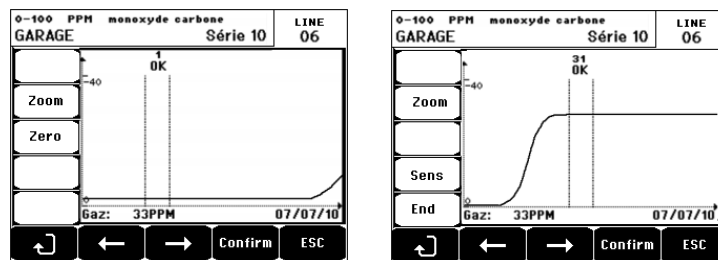 0-100 PPM monoxyde carbone
LINE
GARAGE
Série 10
06
1
OK
40
Zoom
Zero
0
Gaz: 33PPM
07/07/10
← → Confirm ESC
0-100 PPM monoxyde carbone
LINE
GARAGE
Série 10
06
31
OK
40
Zoom
Sens
End
0
Gaz: 33PPM
07/07/10
← → Confirm ESC